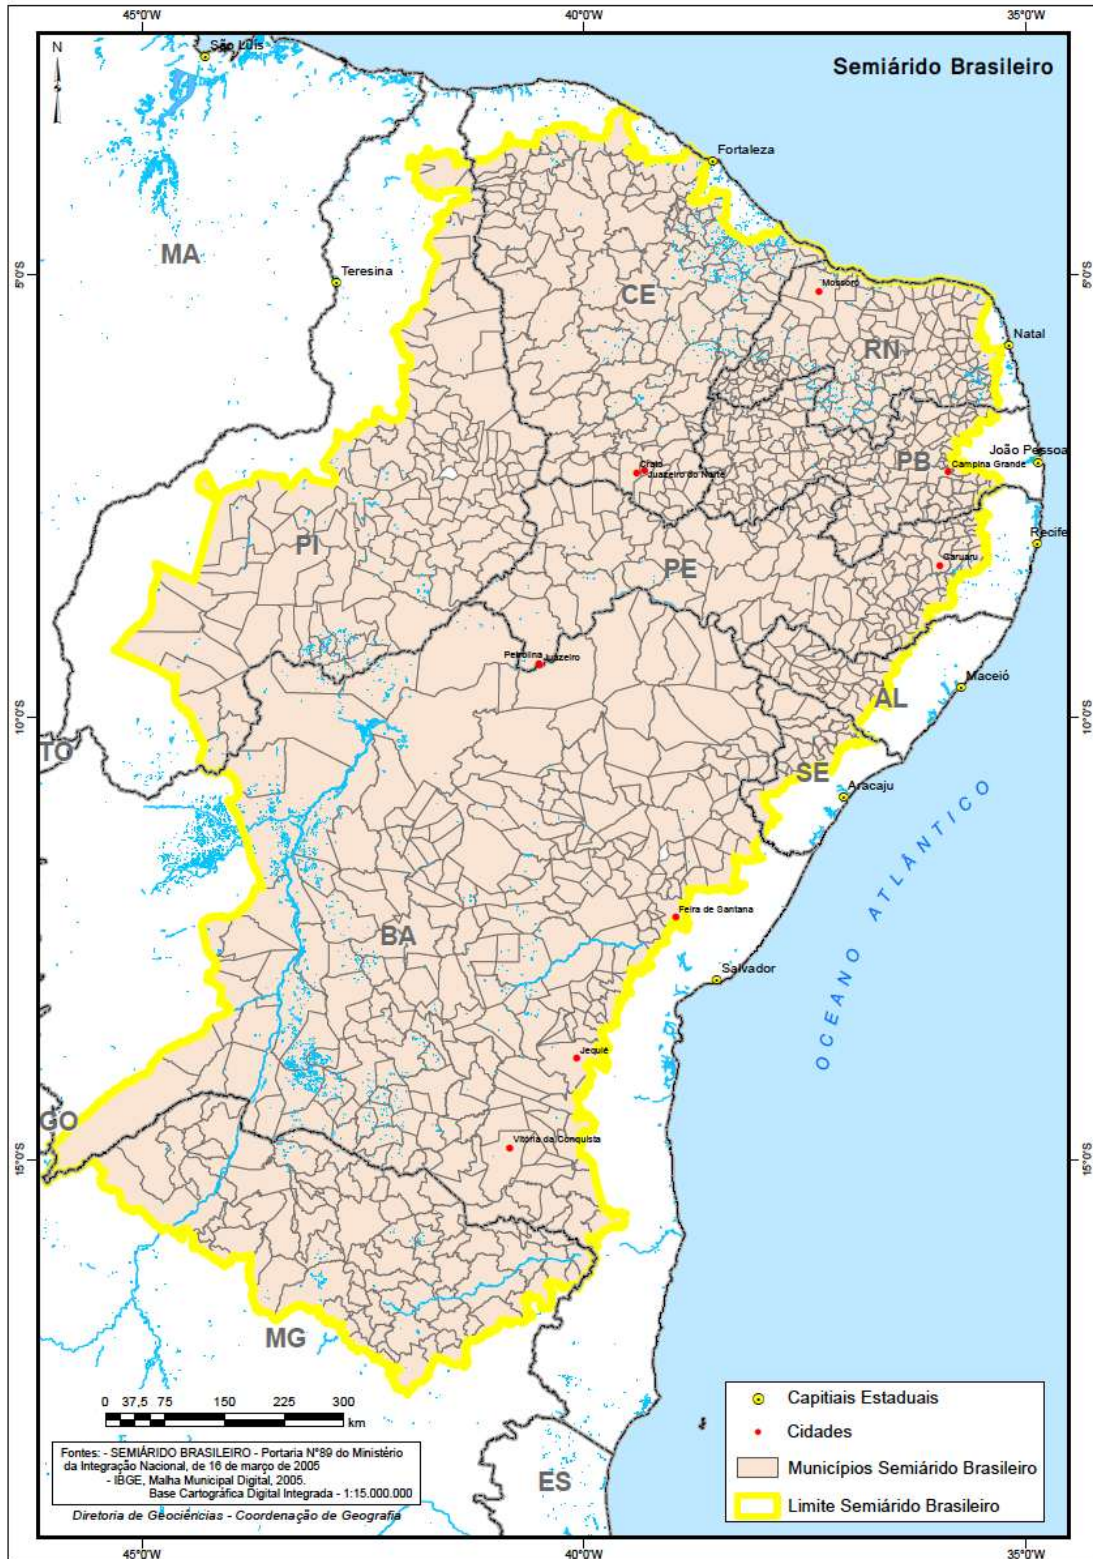 45°0'W 40°0'W 35°0'W
N
São Luís
Semiárido Brasileiro
Fortaleza
MA
Teresina
5°S
5°S
CE
Mossoró
Natal
RN
João Pessoa
Crato
Juazeiro do Norte
PB
Campina Grande
Recife
PI
PE
Caruaru
Petrolina
Juazeiro
Maceió
AL
10°0'S
10°0'S
TO
SE
Aracaju
OCEANO ATLÂNTICO
Feira de Santana
BA
Salvador
Jequié
GO
Vitória da Conquista
15°0'S
15°0'S
MG
0 37,5 75 150 225 300
km
Capitiais Estaduais
Cidades
Municípios Semiárido Brasileiro
Limite Semiárido Brasileiro
Fontes: - SEMIÁRIDO BRASILEIRO - Portaria N°89 do Ministério
da Integração Nacional, de 16 de março de 2005
- IBGE, Malha Municipal Digital, 2005.
Base Cartográfica Digital Integrada - 1:15.000.000
Diretoria de Geociências - Coordenação de Geografia
ES
45°0'W 40°0'W 35°0'W